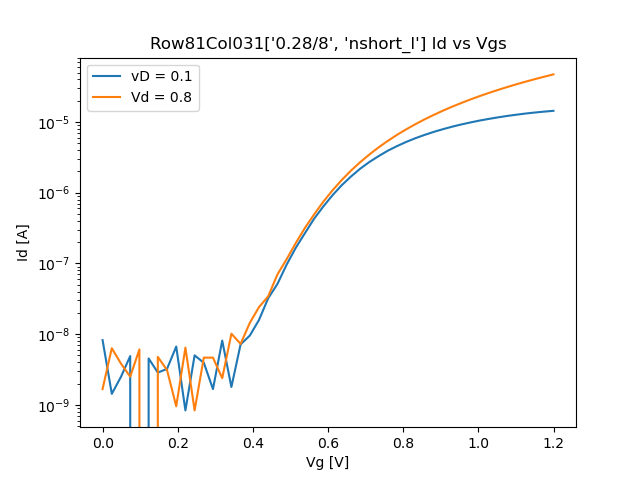 Row81Col031['0.28/8', 'nshort_l'] Id vs Vgs
vD = 0.1
Vd = 0.8
Id [A]
10⁻⁵
10⁻⁶
10⁻⁷
10⁻⁸
10⁻⁹
0.0 0.2 0.4 0.6 0.8 1.0 1.2
Vg [V]